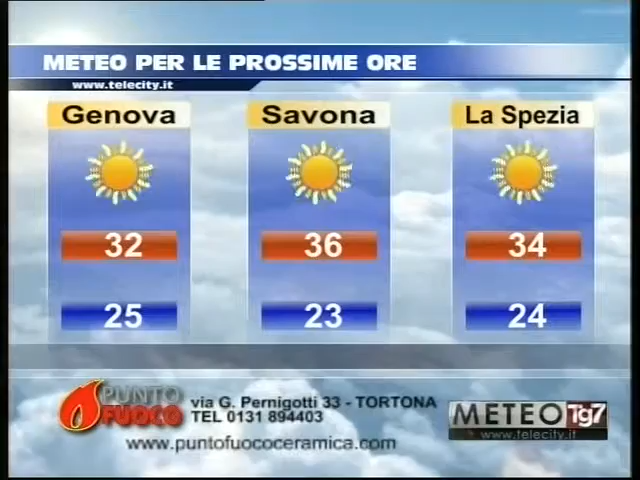 METEO PER LE PROSSIME ORE
www.telecity.it
Genova Savona La Spezia
32 36 34
25 23 24
PUNTO FUOCO
via G. Pernigotti 33 - TORTONA
TEL 0131 894403
www.puntofuococeramica.com
METEO Tg7
www.telecity.it